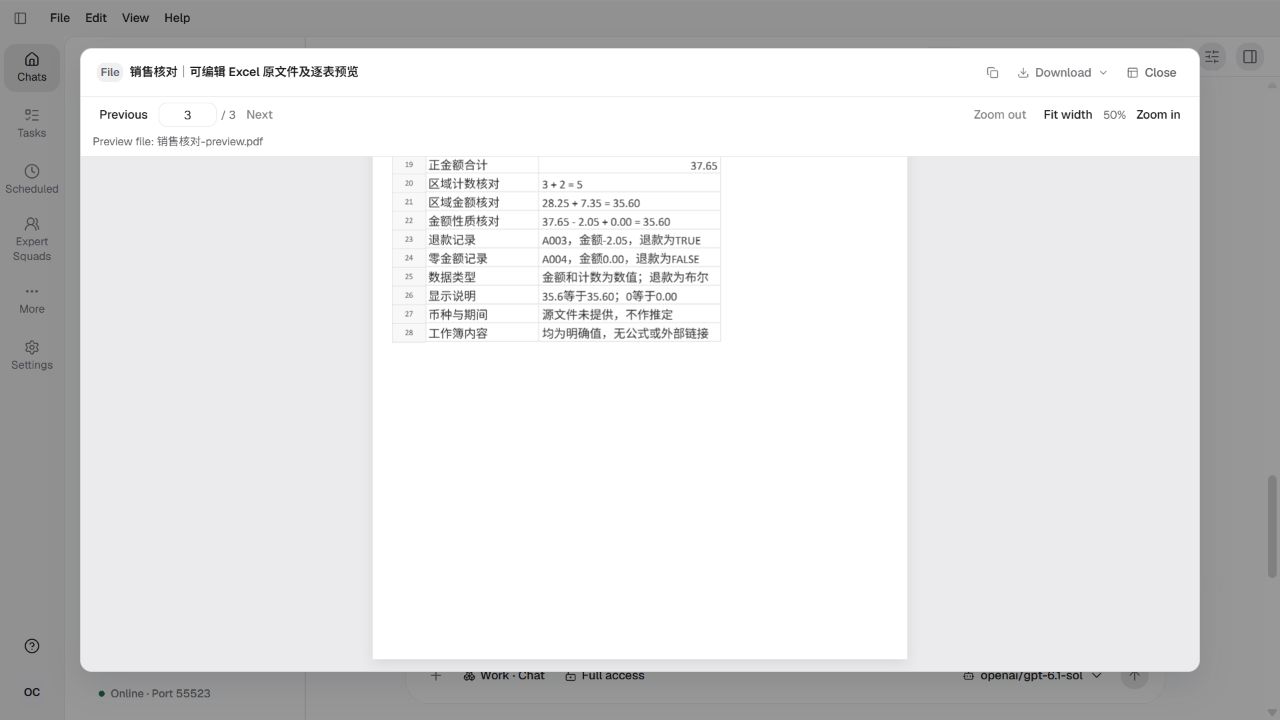 File Edit View Help
Chats
Tasks
Scheduled
Expert
Squads
More
Settings
OC
File 销售核对｜可编辑 Excel 原文件及逐表预览 Download Close
Previous 3 / 3 Next Zoom out Fit width 50% Zoom in
Preview file: 销售核对-preview.pdf
19 正金额合计 37.65
20 区域计数核对 3 + 2 = 5
21 区域金额核对 28.25 + 7.35 = 35.60
22 金额性质核对 37.65 - 2.05 + 0.00 = 35.60
23 退款记录 A003，金额-2.05，退款为TRUE
24 零金额记录 A004，金额0.00，退款为FALSE
25 数据类型 金额和计数为数值；退款为布尔
26 显示说明 35.6等于35.60；0等于0.00
27 币种与期间 源文件未提供，不作推定
28 工作簿内容 均为明确值，无公式或外部链接
Work · Chat Full access openai/gpt-6.1-sol
Online · Port 55523